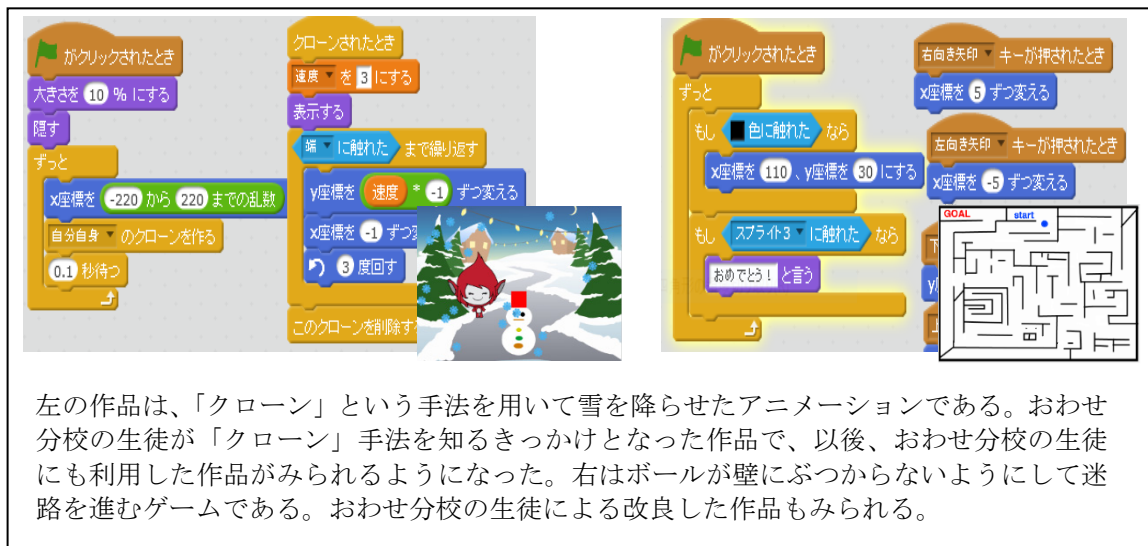 がクリックされたとき
大きさを 10 % にする
隠す
ずっと
x座標を -220 から 220 までの乱数
自分自身 のクローンを作る
0.1 秒待つ
クローンされたとき
速度 を 3 にする
表示する
端 に触れた まで繰り返す
y座標を 速度 * -1 ずつ変える
x座標を -1 ずつ
3 度回す
このクローンを削除す
がクリックされたとき
ずっと
もし 色に触れた なら
x座標を 110 、y座標を 30 にする
もし スプライト3 に触れた なら
おめでとう! と言う
右向き矢印 キーが押されたとき
x座標を 5 ずつ変える
左向き矢印 キーが押されたとき
x座標を -5 ずつ変える
GOAL start
左の作品は、「クローン」という手法を用いて雪を降らせたアニメーションである。おわせ
分校の生徒が「クローン」手法を知るきっかけとなった作品で、以後、おわせ分校の生徒
にも利用した作品がみられるようになった。右はボールが壁にぶつからないようにして迷
路を進むゲームである。おわせ分校の生徒による改良した作品もみられる。